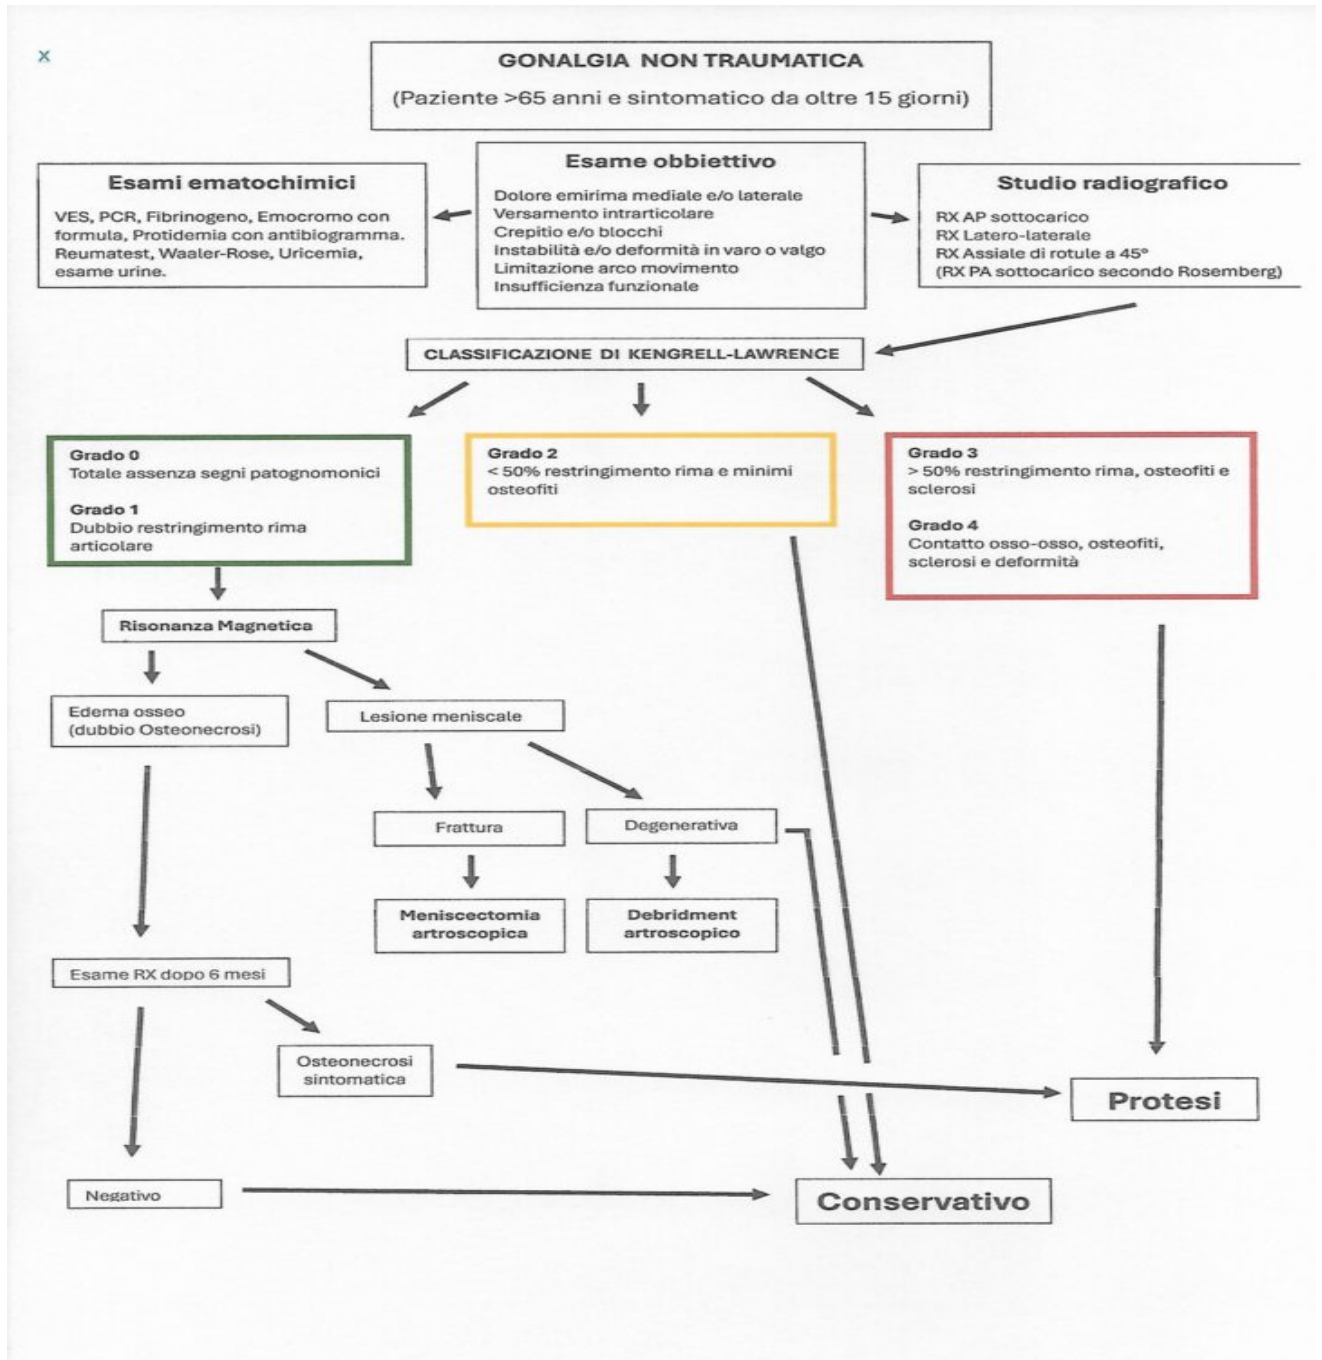 x
GONALGIA NON TRAUMATICA
(Paziente >65 anni e sintomatico da oltre 15 giorni)
Esami ematochimici
VES, PCR, Fibrinogeno, Emocromo con
formula, Protidemia con antibiogramma.
Reumatest, Waaler-Rose, Uricemia,
esame urine.
Esame obbiettivo
Dolore emirima mediale e/o laterale
Versamento intrarticolare
Crepitio e/o blocchi
Instabilità e/o deformità in varo o valgo
Limitazione arco movimento
Insufficienza funzionale
Studio radiografico
RX AP sottocarico
RX Latero-laterale
RX Assiale di rotule a 45°
(RX PA sottocarico secondo Rosemberg)
CLASSIFICAZIONE DI KENGRELL-LAWRENCE
Grado 0
Totale assenza segni patognomonici
Grado 1
Dubbio restringimento rima
articolare
Grado 2
< 50% restringimento rima e minimi
osteofiti
Grado 3
> 50% restringimento rima, osteofiti e
sclerosi
Grado 4
Contatto osso-osso, osteofiti,
sclerosi e deformità
Risonanza Magnetica
Edema osseo
(dubbio Osteonecrosi)
Lesione meniscale
Frattura
Degenerativa
Meniscectomia
artroscopica
Debridment
artroscopico
Esame RX dopo 6 mesi
Osteonecrosi
sintomatica
Protesi
Negativo
Conservativo